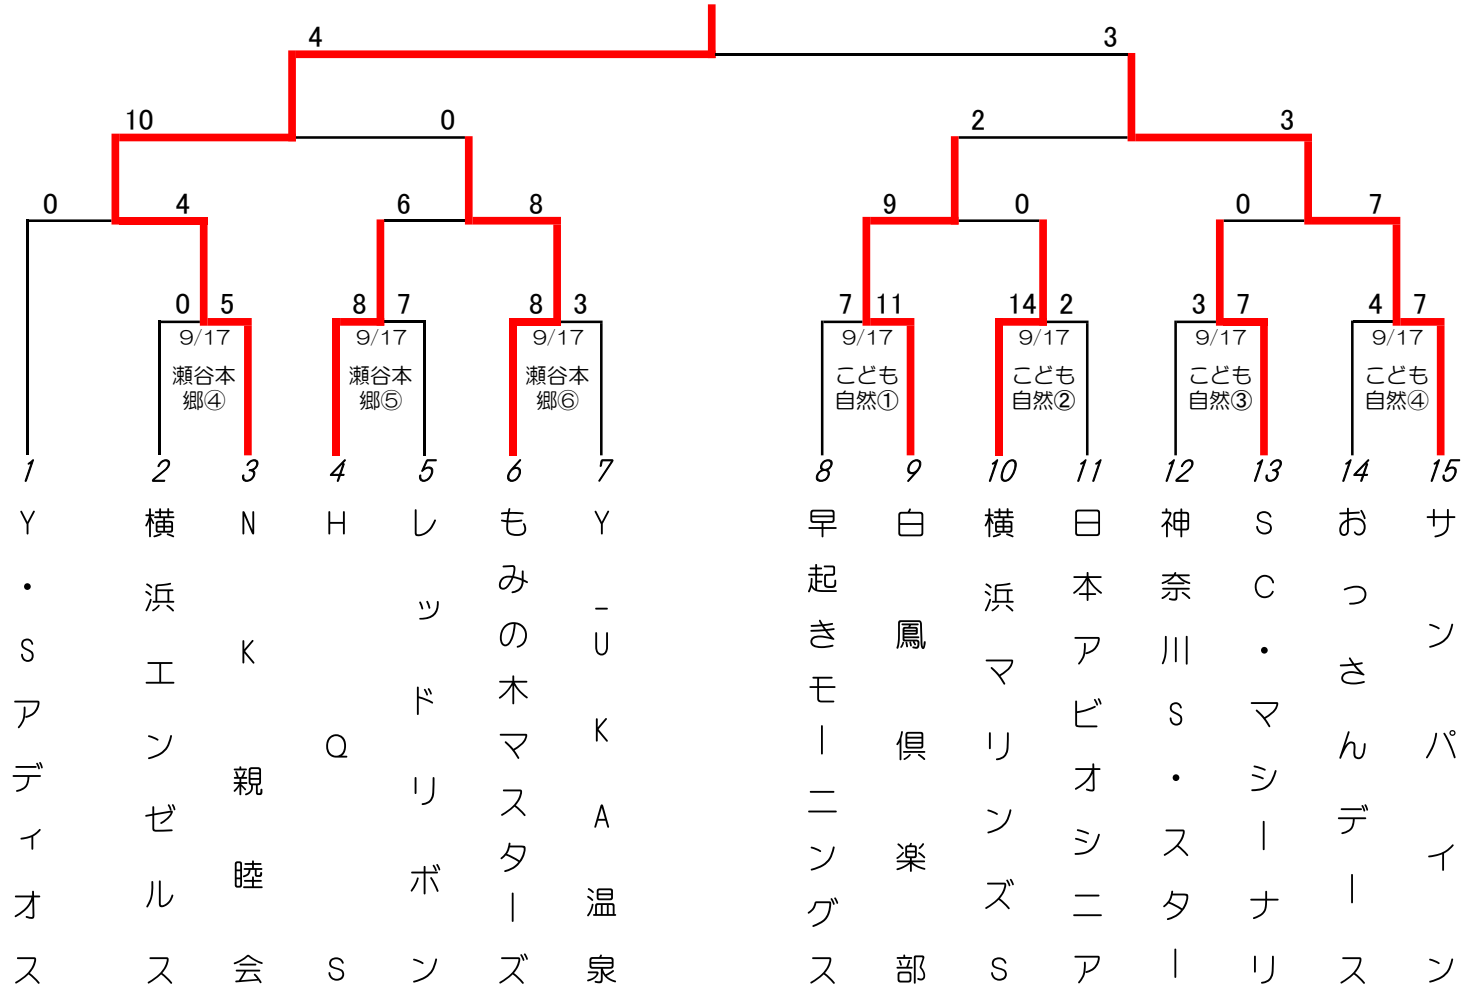 4 3
10 0 2 3
0 4 6 8 9 0 0 7
0 5 8 7 8 3 7 11 14 2 3 7 4 7
9/17 9/17 9/17 9/17 9/17 9/17 9/17
瀬谷本 瀬谷本 瀬谷本 こども こども こども こども
郷④ 郷⑤ 郷⑥ 自然① 自然② 自然③ 自然④
1 2 3 4 5 6 7 8 9 10 11 12 13 14 15
Y・Sアディオス
横浜エンゼルス
NK親睦会
HQS
レッドリボン
もみの木マスターズ
Y-UKA温泉
早起きモーニングス
白鳳倶楽部
横浜マリンズS
日本アビオシニア
神奈川S・スター
SC・マシーナリ
おっさんデース
サンパイン